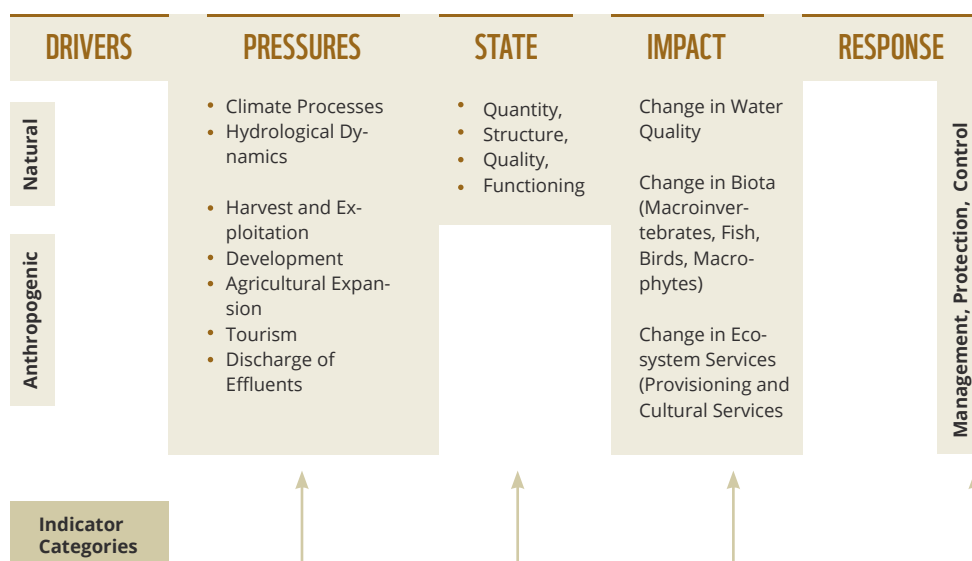 DRIVERS
PRESSURES
STATE
IMPACT
RESPONSE
Natural
Anthropogenic
• Climate Processes
• Hydrological Dy-
namics
• Harvest and Ex-
ploitation
• Development
• Agricultural Expan-
sion
• Tourism
• Discharge of
Effluents
• Quantity,
• Structure,
• Quality,
• Functioning
Change in Water
Quality
Change in Biota
(Macroinver-
tebrates, Fish,
Birds, Macro-
phytes)
Change in Eco-
system Services
(Provisioning and
Cultural Services
Management, Protection, Control
Indicator
Categories